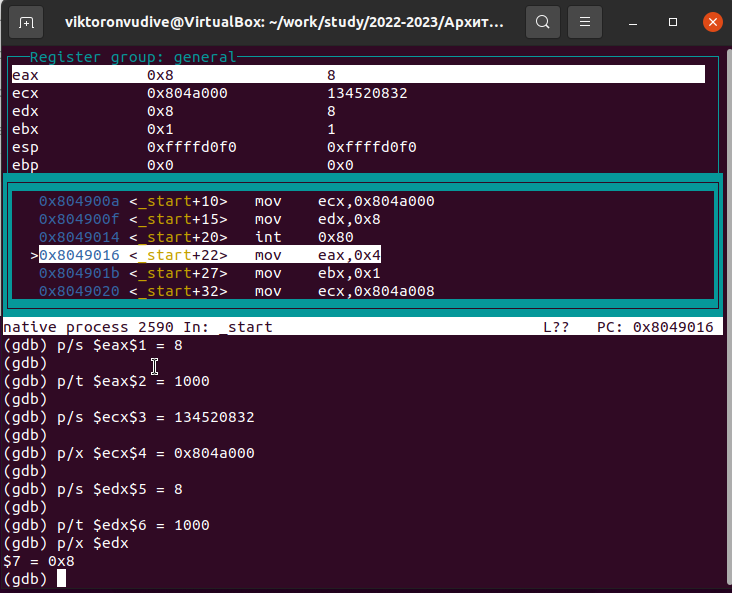 viktoronvudive@VirtualBox: ~/work/study/2022-2023/Архит...
Register group: general
eax 0x8 8
ecx 0x804a000 134520832
edx 0x8 8
ebx 0x1 1
esp 0xffffd0f0 0xffffd0f0
ebp 0x0 0x0
0x804900a <_start+10> mov ecx,0x804a000
0x804900f <_start+15> mov edx,0x8
0x8049014 <_start+20> int 0x80
>0x8049016 <_start+22> mov eax,0x4
0x804901b <_start+27> mov ebx,0x1
0x8049020 <_start+32> mov ecx,0x804a008
native process 2590 In: _start L?? PC: 0x8049016
(gdb) p/s $eax$1 = 8
(gdb)
(gdb) p/t $eax$2 = 1000
(gdb)
(gdb) p/s $ecx$3 = 134520832
(gdb)
(gdb) p/x $ecx$4 = 0x804a000
(gdb)
(gdb) p/s $edx$5 = 8
(gdb)
(gdb) p/t $edx$6 = 1000
(gdb) p/x $edx
$7 = 0x8
(gdb)